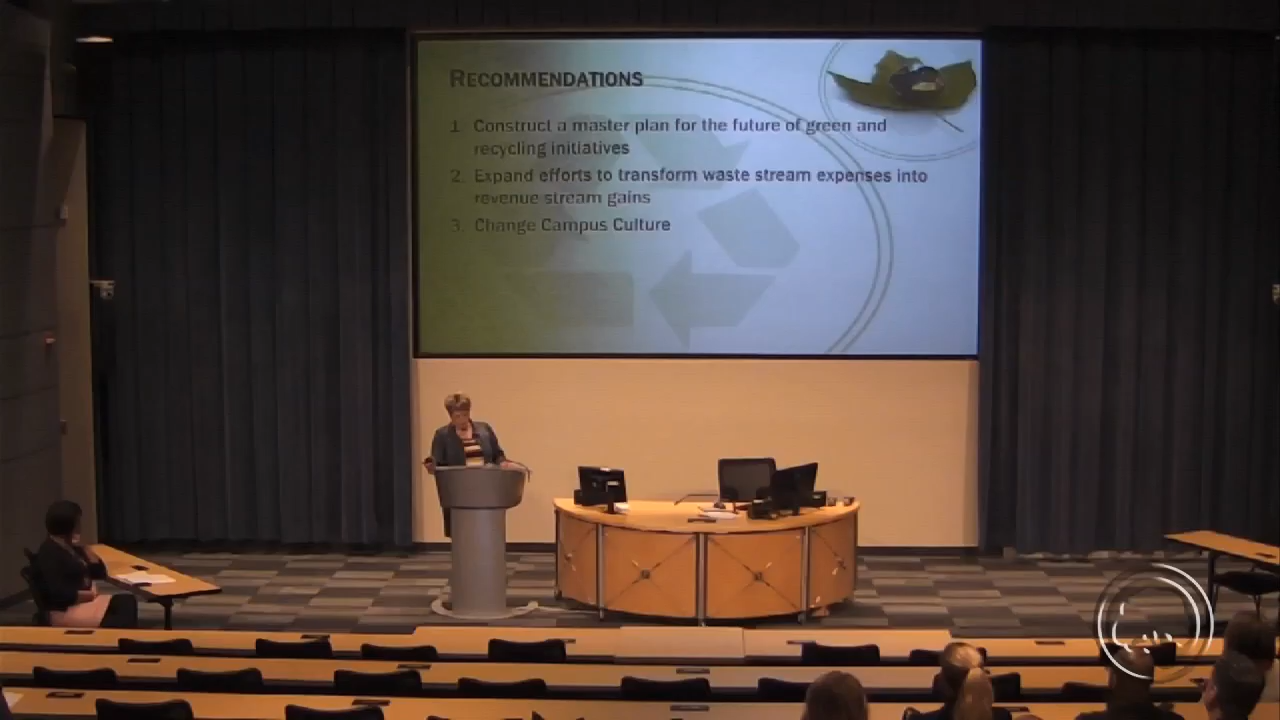 RECOMMENDATIONS
1. Construct a master plan for the future of green and
recycling initiatives
2. Expand efforts to transform waste stream expenses into
revenue stream gains
3. Change Campus Culture